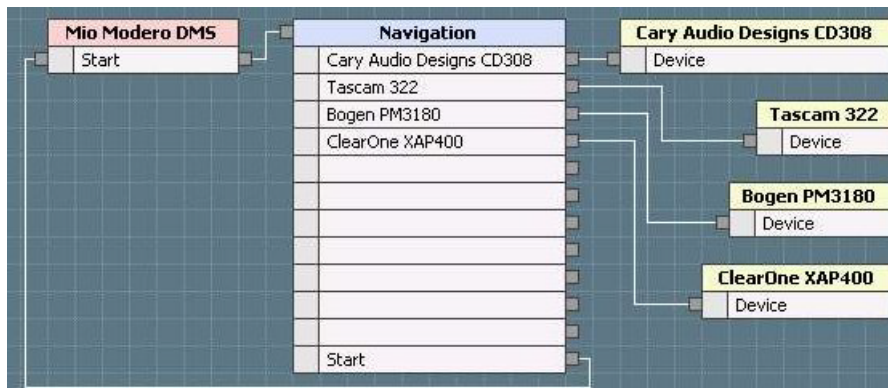 Mio Modero DMS
Start
Navigation
Cary Audio Designs CD308
Tascam 322
Bogen PM3180
ClearOne XAP400
Start
Cary Audio Designs CD308
Device
Tascam 322
Device
Bogen PM3180
Device
ClearOne XAP400
Device